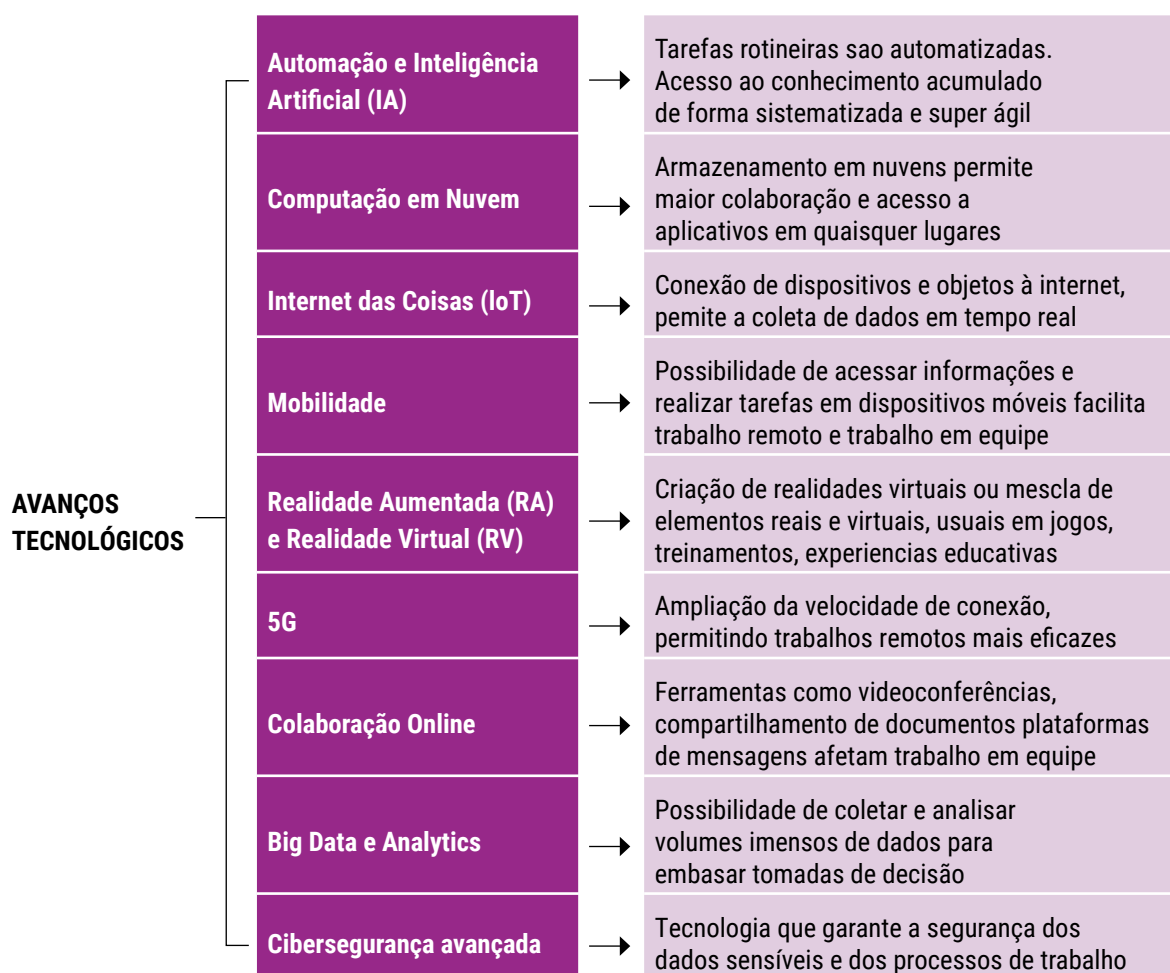 Automação e Inteligência
Artificial (IA)
Tarefas rotineiras sao automatizadas.
Acesso ao conhecimento acumulado
de forma sistematizada e super ágil
Computação em Nuvem
Armazenamento em nuvens permite
maior colaboração e acesso a
aplicativos em quaisquer lugares
Internet das Coisas (IoT)
Conexão de dispositivos e objetos à internet,
pemite a coleta de dados em tempo real
Mobilidade
Possibilidade de acessar informações e
realizar tarefas em dispositivos móveis facilita
trabalho remoto e trabalho em equipe
AVANÇOS
TECNOLÓGICOS
Realidade Aumentada (RA)
e Realidade Virtual (RV)
Criação de realidades virtuais ou mescla de
elementos reais e virtuais, usuais em jogos,
treinamentos, experiencias educativas
5G
Ampliação da velocidade de conexão,
permitindo trabalhos remotos mais eficazes
Colaboração Online
Ferramentas como videoconferências,
compartilhamento de documentos plataformas
de mensagens afetam trabalho em equipe
Big Data e Analytics
Possibilidade de coletar e analisar
volumes imensos de dados para
embasar tomadas de decisão
Cibersegurança avançada
Tecnologia que garante a segurança dos
dados sensíveis e dos processos de trabalho